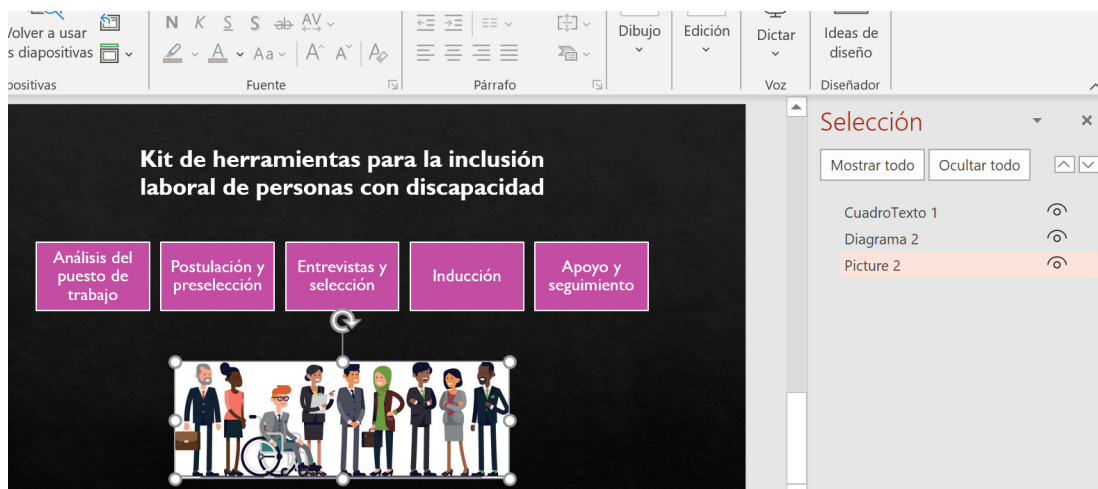 Volver a usar
s diapositivas
N K S S ab AV
Aa A A A
Dibujo
Edición
Dictar
Ideas de
diseño
positivas
Fuente
Párrafo
Voz
Diseñador
Kit de herramientas para la inclusión
laboral de personas con discapacidad
Análisis del
puesto de
trabajo
Postulación y
preselección
Entrevistas y
selección
Inducción
Apoyo y
seguimiento
Selección
Mostrar todo
Ocultar todo
CuadroTexto 1
Diagrama 2
Picture 2